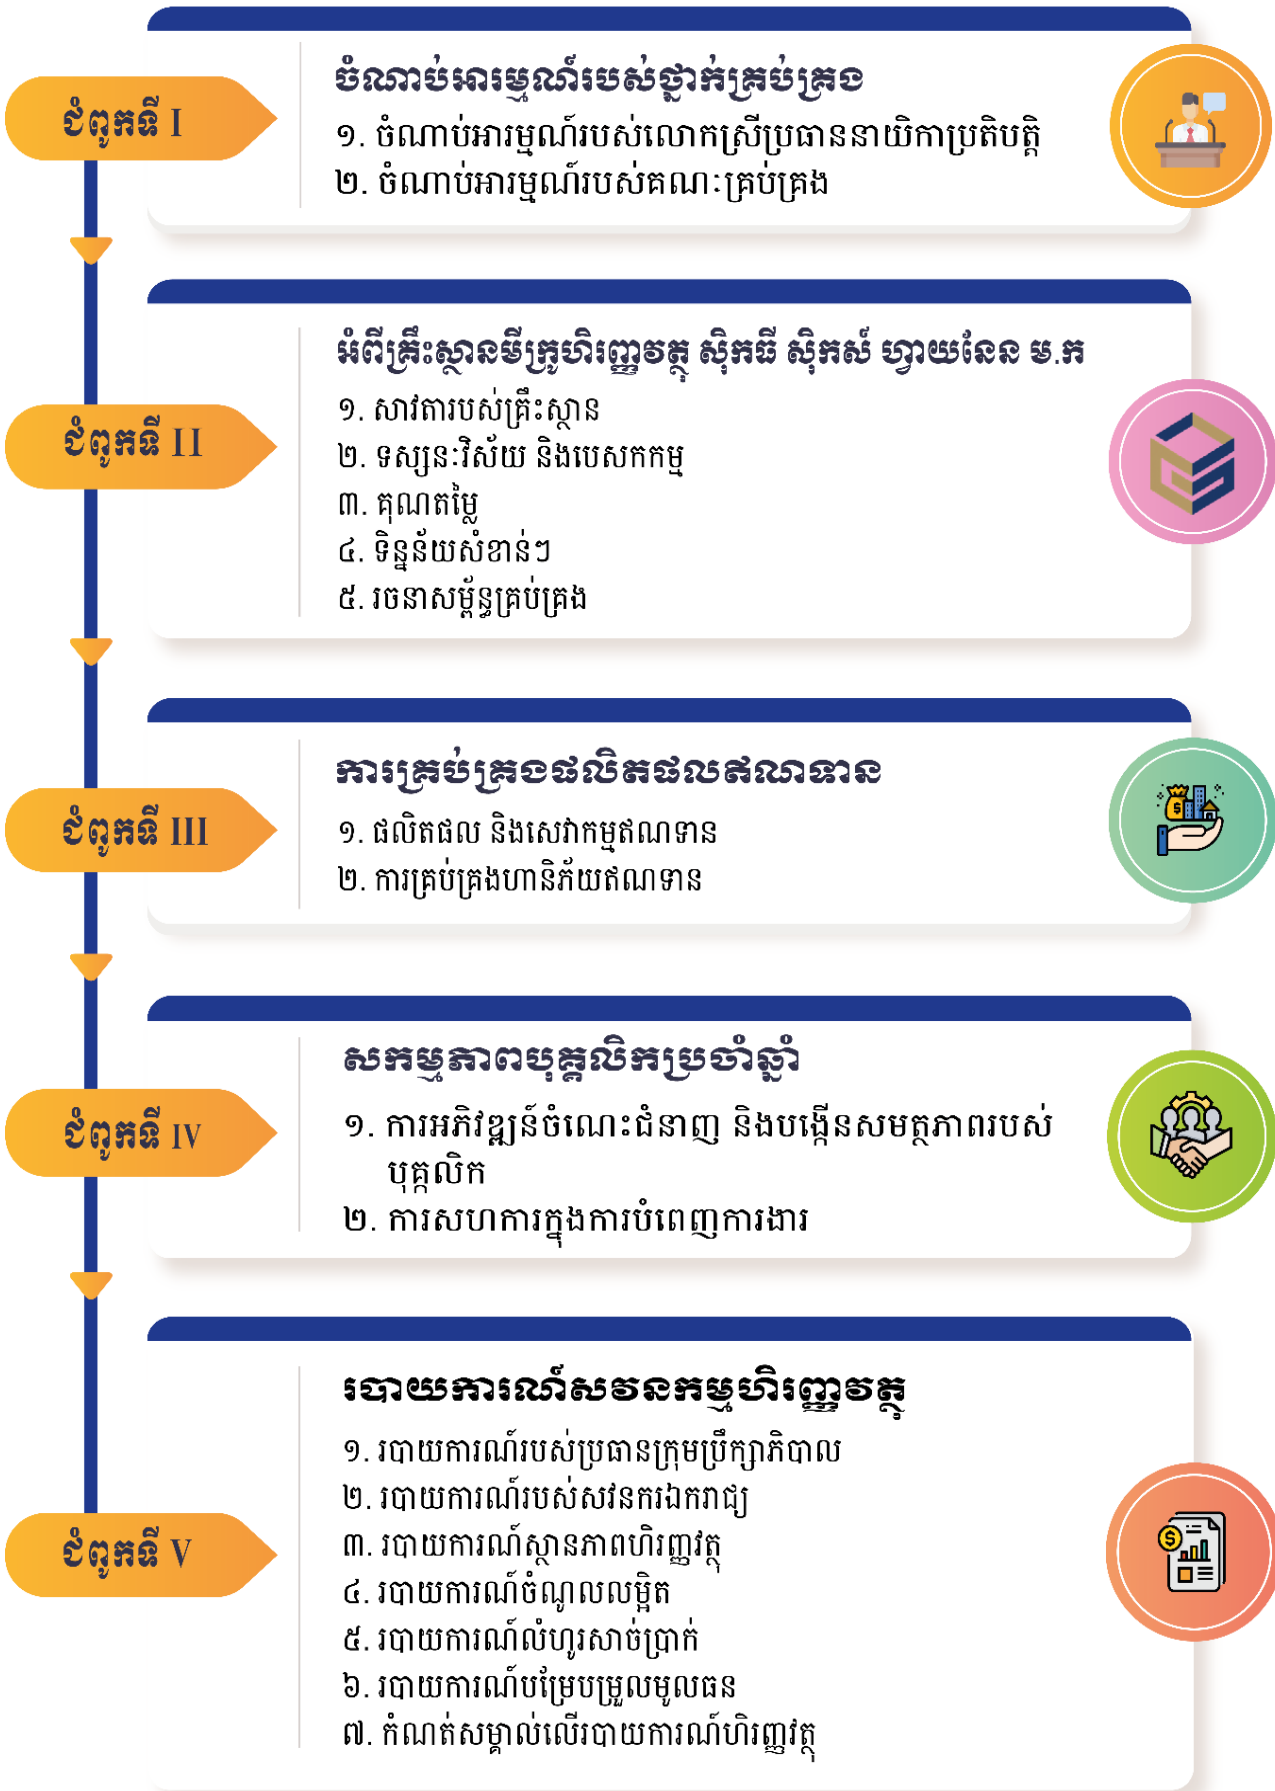 ជំពូកទី I
ចំណាប់អារម្មណ៍របស់ថ្នាក់គ្រប់គ្រង
១. ចំណាប់អារម្មណ៍របស់លោកស្រីប្រធាននាយិកាប្រតិបត្តិ
២. ចំណាប់អារម្មណ៍របស់គណៈគ្រប់គ្រង
ជំពូកទី II
អំពីគ្រឹះស្ថានមីក្រូហិរញ្ញវត្ថុ ស៊ិកធី ស៊ិកស៍ ហ្វាយនែន ម.ក
១. សាវតារបស់គ្រឹះស្ថាន
២. ទស្សនៈវិស័យ និងបេសកកម្ម
៣. គុណតម្លៃ
៤. ទិន្នន័យសំខាន់ៗ
៥. រចនាសម្ព័ន្ធគ្រប់គ្រង
ជំពូកទី III
ការគ្រប់គ្រងផលិតផលឥណទាន
១. ផលិតផល និងសេវាកម្មឥណទាន
២. ការគ្រប់គ្រងហានិភ័យឥណទាន
ជំពូកទី IV
សកម្មភាពបុគ្គលិកប្រចាំឆ្នាំ
១. ការអភិវឌ្ឍន៍ចំណេះជំនាញ និងបង្កើនសមត្ថភាពរបស់
បុគ្គលិក
២. ការសហការក្នុងការបំពេញការងារ
ជំពូកទី V
របាយការណ៍សវនកម្មហិរញ្ញវត្ថុ
១. របាយការណ៍របស់ប្រធានក្រុមប្រឹក្សាភិបាល
២. របាយការណ៍របស់សវនករឯករាជ្យ
៣. របាយការណ៍ស្ថានភាពហិរញ្ញវត្ថុ
៤. របាយការណ៍ចំណូលលម្អិត
៥. របាយការណ៍លំហូរសាច់ប្រាក់
៦. របាយការណ៍បម្រែបម្រួលមូលធន
៧. កំណត់សម្គាល់លើរបាយការណ៍ហិរញ្ញវត្ថុ